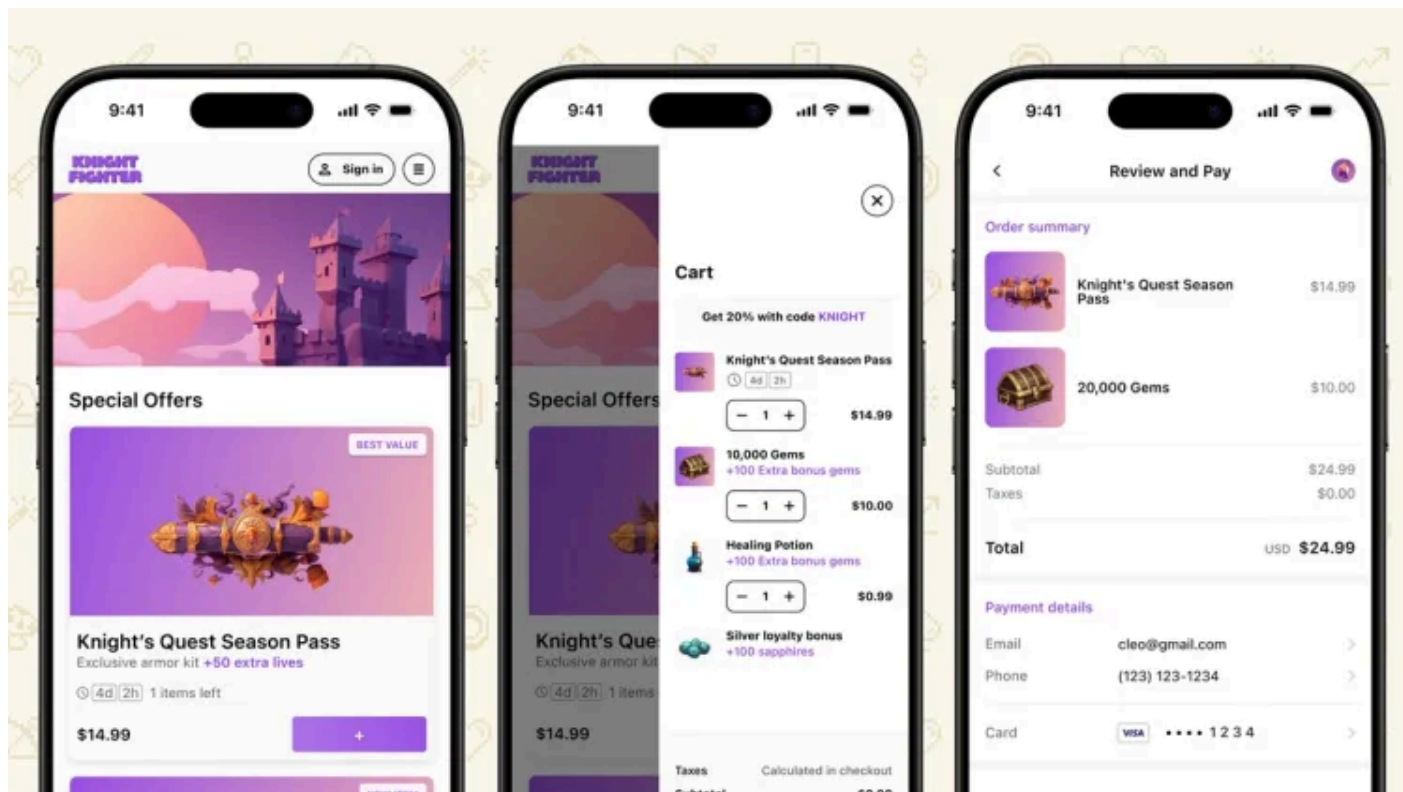 9:41
KNIGHT
FIGHTER
Sign in
Special Offers
BEST VALUE
Knight's Quest Season Pass
Exclusive armor kit +50 extra lives
4d 2h 1 items left
$14.99
+
9:41
KNIGHT
FIGHTER
Special Offers
Knight's Que
Exclusive armor kit
4d 2h 1 items
$14.99
Cart
Get 20% with code KNIGHT
Knight's Quest Season Pass
4d 2h
− 1 + $14.99
10,000 Gems
+100 Extra bonus gems
− 1 + $10.00
Healing Potion
+100 Extra bonus gems
− 1 + $0.99
Silver loyalty bonus
+100 sapphires
Taxes Calculated in checkout
9:41
Review and Pay
Order summary
Knight's Quest Season
Pass
$14.99
20,000 Gems $10.00
Subtotal $24.99
Taxes $0.00
Total USD $24.99
Payment details
Email cleo@gmail.com
Phone (123) 123-1234
Card VISA •••• 1234